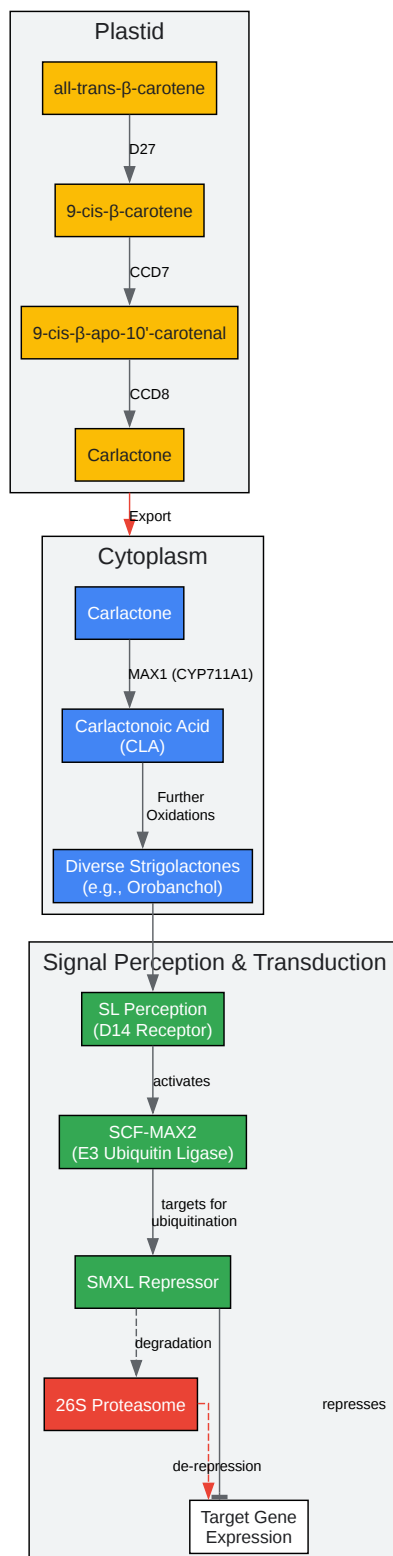 Plastid
all-trans-β-carotene
D27
9-cis-β-carotene
CCD7
9-cis-β-apo-10'-carotenal
CCD8
Carlactone
Export
Cytoplasm
Carlactone
MAX1 (CYP711A1)
Carlactonoic Acid
(CLA)
Further
Oxidations
Diverse Strigolactones
(e.g., Orobanchol)
Signal Perception & Transduction
SL Perception
(D14 Receptor)
activates
SCF-MAX2
(E3 Ubiquitin Ligase)
targets for
ubiquitination
SMXL Repressor
degradation
26S Proteasome
represses
de-repression
Target Gene
Expression